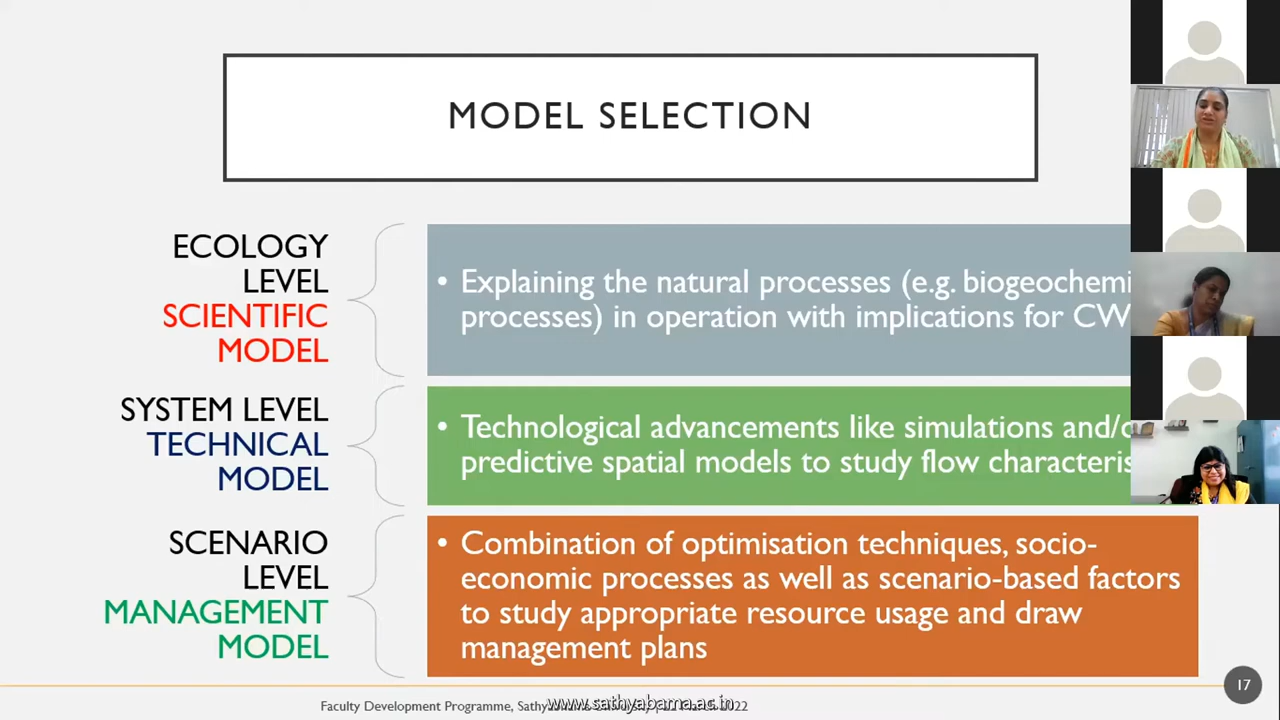 MODEL SELECTION
ECOLOGY
LEVEL
SCIENTIFIC
MODEL
• Explaining the natural processes (e.g. biogeochemi
processes) in operation with implications for CW
SYSTEM LEVEL
TECHNICAL
MODEL
• Technological advancements like simulations and/
predictive spatial models to study flow characteris
SCENARIO
LEVEL
MANAGEMENT
MODEL
• Combination of optimisation techniques, socio-
economic processes as well as scenario-based factors
to study appropriate resource usage and draw
management plans
17
Faculty Development Programme, March 2022
www.sathyabama.ac.in